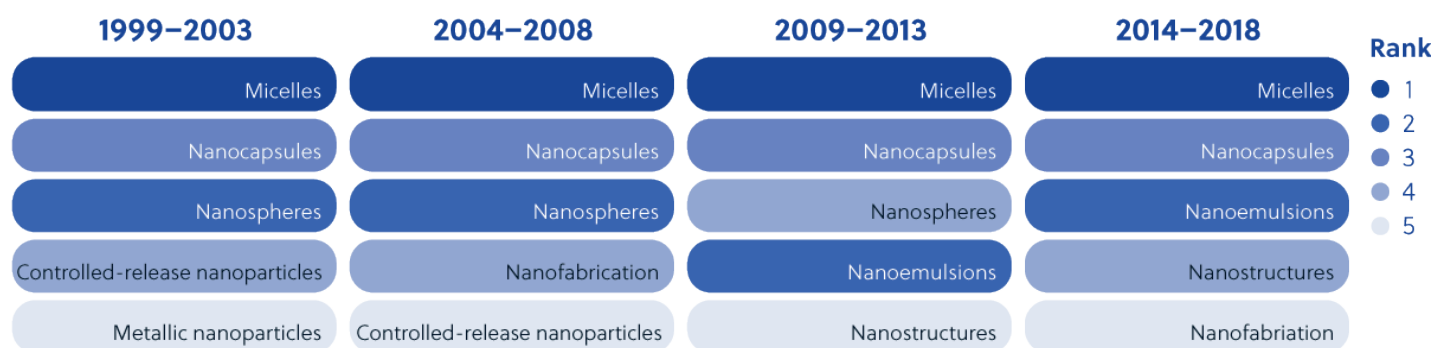 1999–2003 2004–2008 2009–2013 2014–2018
Rank
Micelles Micelles Micelles Micelles
1
2
Nanocapsules Nanocapsules Nanocapsules Nanocapsules
3
4
Nanospheres Nanospheres Nanospheres Nanoemulsions
5
Controlled-release nanoparticles Nanofabrication Nanoemulsions Nanostructures
Metallic nanoparticles Controlled-release nanoparticles Nanostructures Nanofabriation